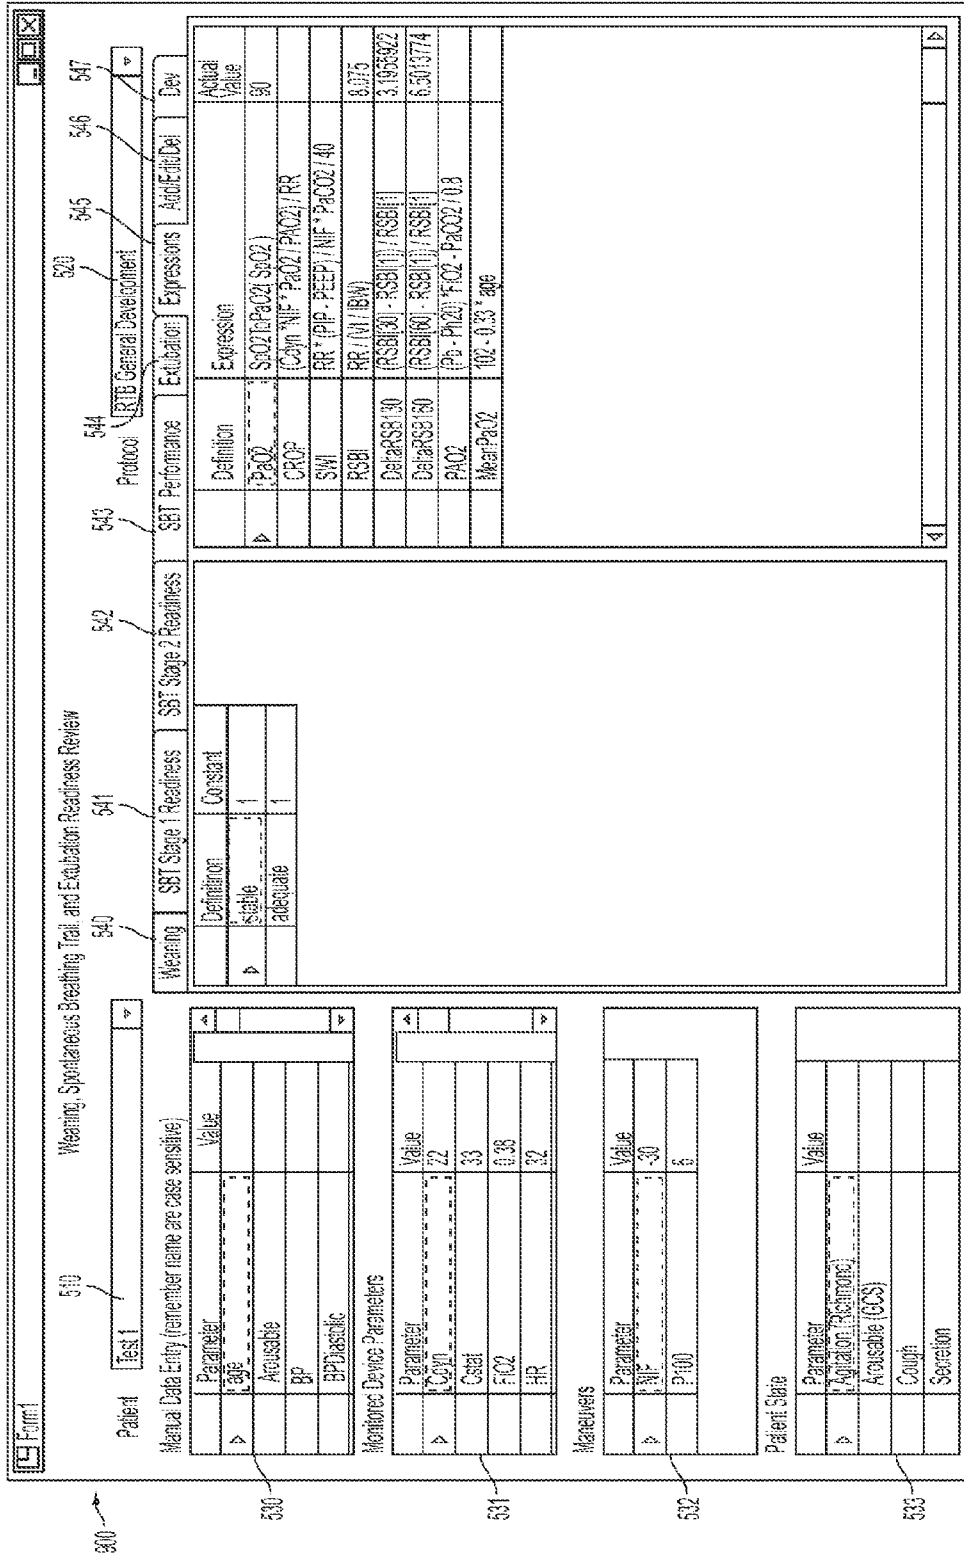 900
Form1
Weaning, Spontaneous Breathing Trail, and Extubation Readiness Review
510
520
Patient
Test 1
Protocol
RTB General Development
540
541
542
543
544
545
546
547
Weaning
SBT Stage 1 Readiness
SBT Stage 2 Readiness
SBT Performance
Extubation
Expressions
Add/Edit/Del
Dev
530
Manual Data Entry (remember name are case sensitive)
Parameter Value
age
Arousable
BP
BPDiastolic
531
Monitored Device Parameters
Parameter Value
Cdyn 22
Cstat 33
FiO2 0.38
HR 82
532
Maneuvers
Parameter Value
NIF -30
P100 6
533
Patient State
Parameter Value
Agitation (Richmond)
Arousable (GCS)
Cough
Secretion
Definition Constant
stable 1
adequate 1
Definition Expression Actual Value
PaO2 SpO2ToPaO2( SpO2 ) 90
CROP (Cdyn *NIF * PaO2 / PAO2) / RR
SWI RR * (PIP - PEEP) / NIF * PaCO2 / 40
RSBI RR / (Vt / IBW) 8.075
DeltaRSBI30 (RSBI[30] - RSBI[1]) / RSBI[1] 3.1953922
DeltaRSBI60 (RSBI[60] - RSBI[1]) / RSBI[1] 6.5013774
PAO2 (Pb - Ph20) *FiO2 - PaCO2 / 0.8
MeanPaO2 102 - 0.33 * age